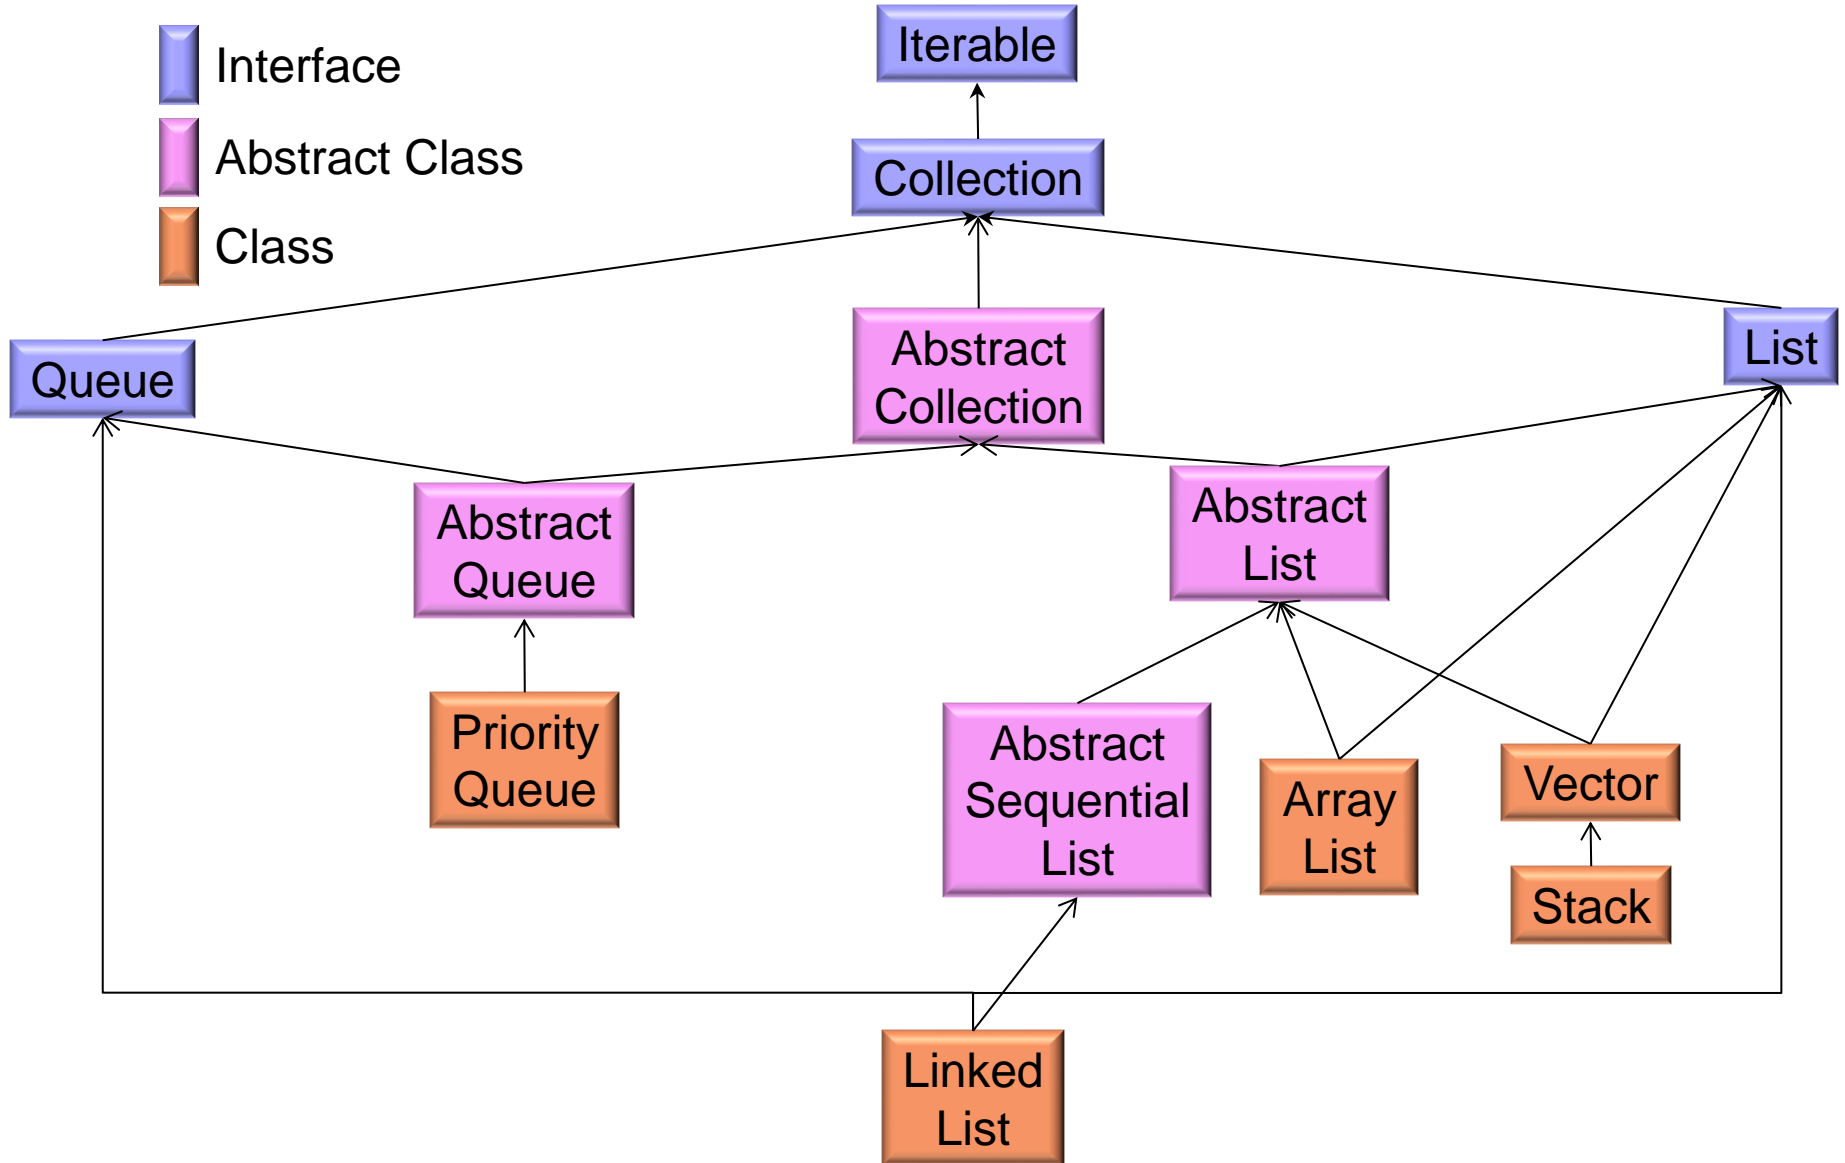 Interface
Abstract Class
Class
Iterable
Collection
Queue
Abstract
Collection
List
Abstract
Queue
Abstract
List
Priority
Queue
Abstract
Sequential
List
Array
List
Vector
Stack
Linked
List